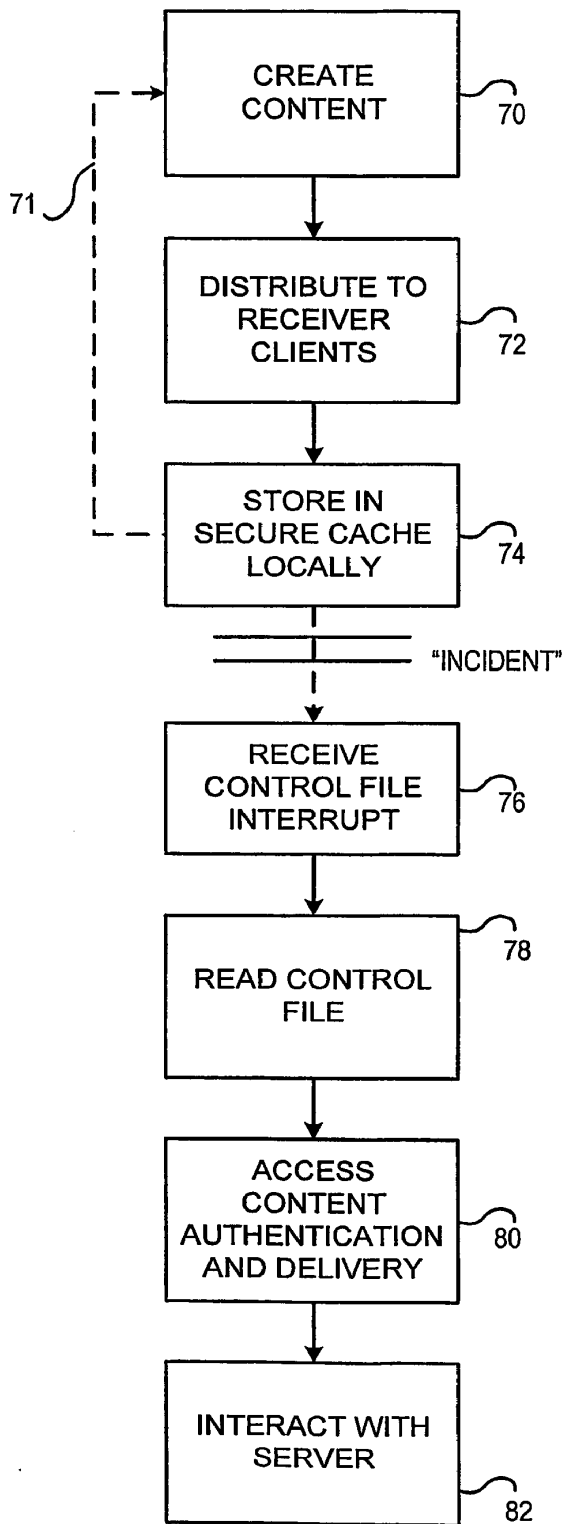 CREATE
CONTENT
70
71
DISTRIBUTE TO
RECEIVER
CLIENTS
72
STORE IN
SECURE CACHE
LOCALLY
74
“INCIDENT”
RECEIVE
CONTROL FILE
INTERRUPT
76
READ CONTROL
FILE
78
ACCESS
CONTENT
AUTHENTICATION
AND DELIVERY
80
INTERACT WITH
SERVER
82